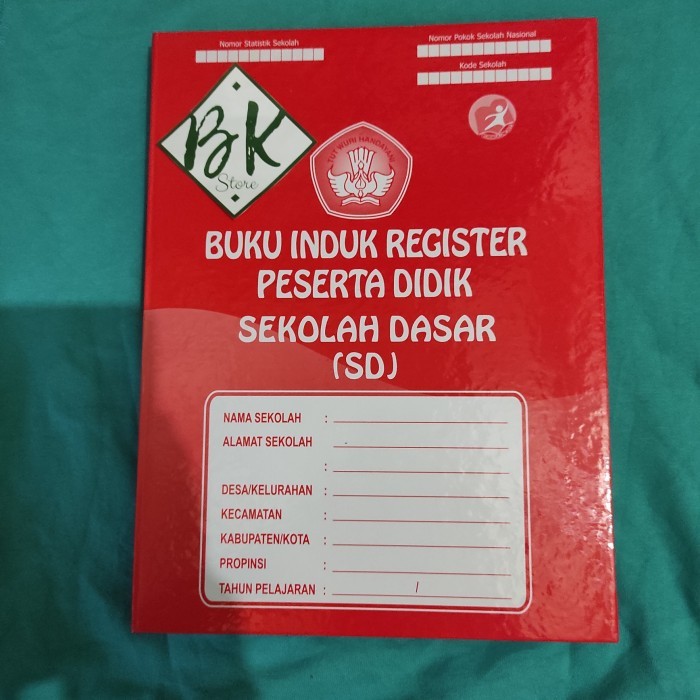 Nomor Statistik Sekolah
Nomor Pokok Sekolah Nasional
Kode Sekolah
BK
Store
TUT WURI HANDAYANI
BUKU INDUK REGISTER
PESERTA DIDIK
SEKOLAH DASAR
(SD)
NAMA SEKOLAH :
ALAMAT SEKOLAH
:
DESA/KELURAHAN :
KECAMATAN :
KABUPATEN/KOTA :
PROPINSI :
TAHUN PELAJARAN : /